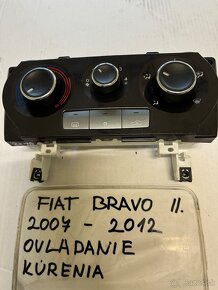 FIAT BRAVO II.
2007 - 2012
OVLÁDANIE
KÚRENIA